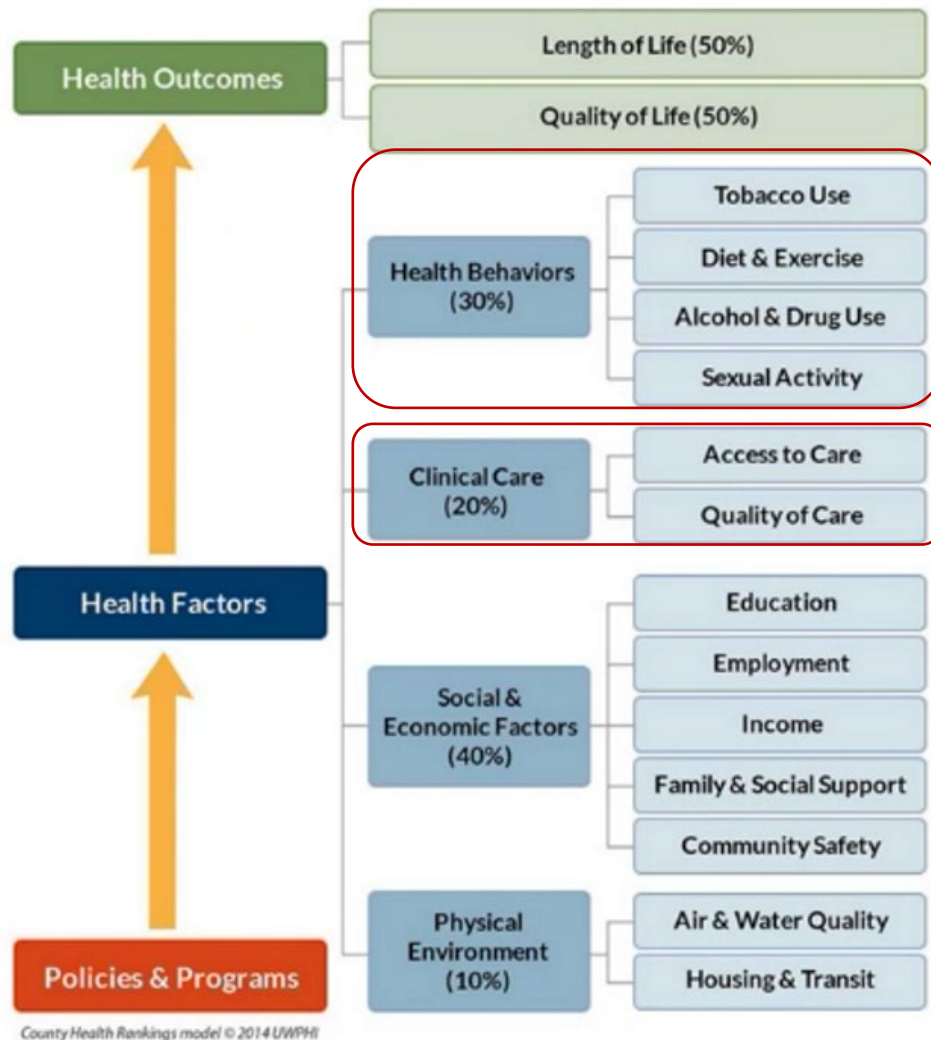 Health Outcomes
Length of Life (50%)
Quality of Life (50%)
Health Behaviors
(30%)
Tobacco Use
Diet & Exercise
Alcohol & Drug Use
Sexual Activity
Clinical Care
(20%)
Access to Care
Quality of Care
Health Factors
Social &
Economic Factors
(40%)
Education
Employment
Income
Family & Social Support
Community Safety
Physical
Environment
(10%)
Air & Water Quality
Housing & Transit
Policies & Programs
County Health Rankings model © 2014 UWPHI